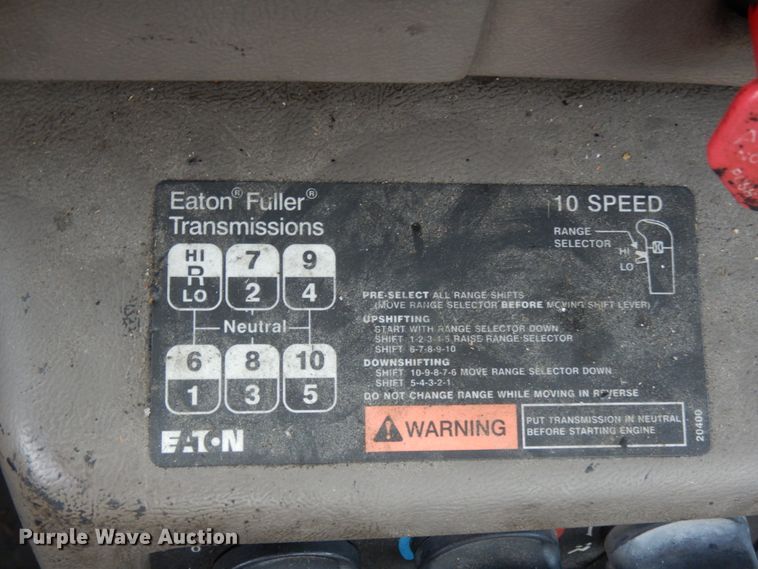 Eaton® Fuller®
Transmissions
10 SPEED
RANGE
SELECTOR
HI
LO
HI
R
LO
7
2
9
4
Neutral
6
1
8
3
10
5
PRE-SELECT ALL RANGE SHIFTS
(MOVE RANGE SELECTOR BEFORE MOVING SHIFT LEVER)
UPSHIFTING
START WITH RANGE SELECTOR DOWN
SHIFT 1-2-3-4-5 RAISE RANGE SELECTOR
SHIFT 6-7-8-9-10
DOWNSHIFTING
SHIFT 10-9-8-7-6 MOVE RANGE SELECTOR DOWN
SHIFT 5-4-3-2-1
DO NOT CHANGE RANGE WHILE MOVING IN REVERSE
WARNING
PUT TRANSMISSION IN NEUTRAL
BEFORE STARTING ENGINE
20400
EATON
Purple Wave Auction